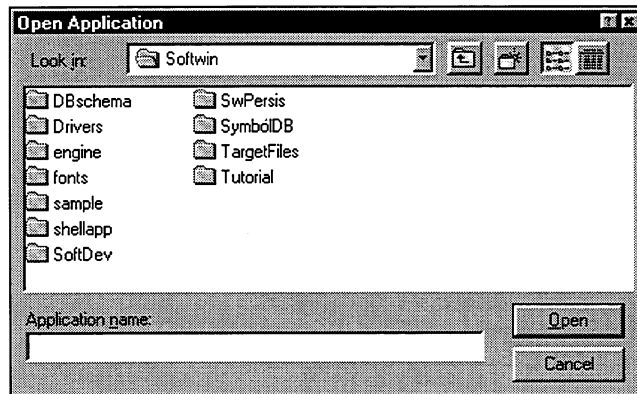 Open Application
Look in:
Softwin
DBschema
Drivers
engine
fonts
sample
shellapp
SoftDev
SwPersis
SymbólDB
TargetFiles
Tutorial
Application name:
Open
Cancel